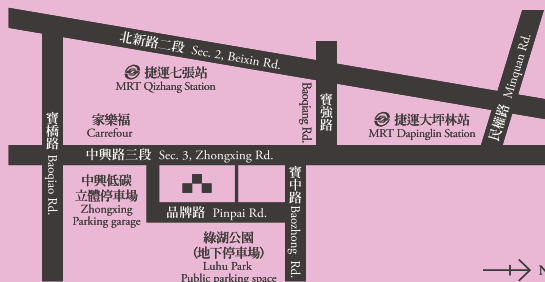 北新路二段 Sec. 2, Beixin Rd.
捷運七張站
MRT Qizhang Station
寶強路 Baoqiang Rd.
民權路 Minquan Rd.
捷運大坪林站
MRT Dapinglin Station
家樂福
Carrefour
寶橋路 Baoqiao Rd.
中興路三段 Sec. 3, Zhongxing Rd.
中興低碳
立體停車場
Zhongxing
Parking garage
品牌路 Pinpai Rd.
寶中路 Baozhong Rd.
綠湖公園
(地下停車場)
Luhu Park
Public parking space
N